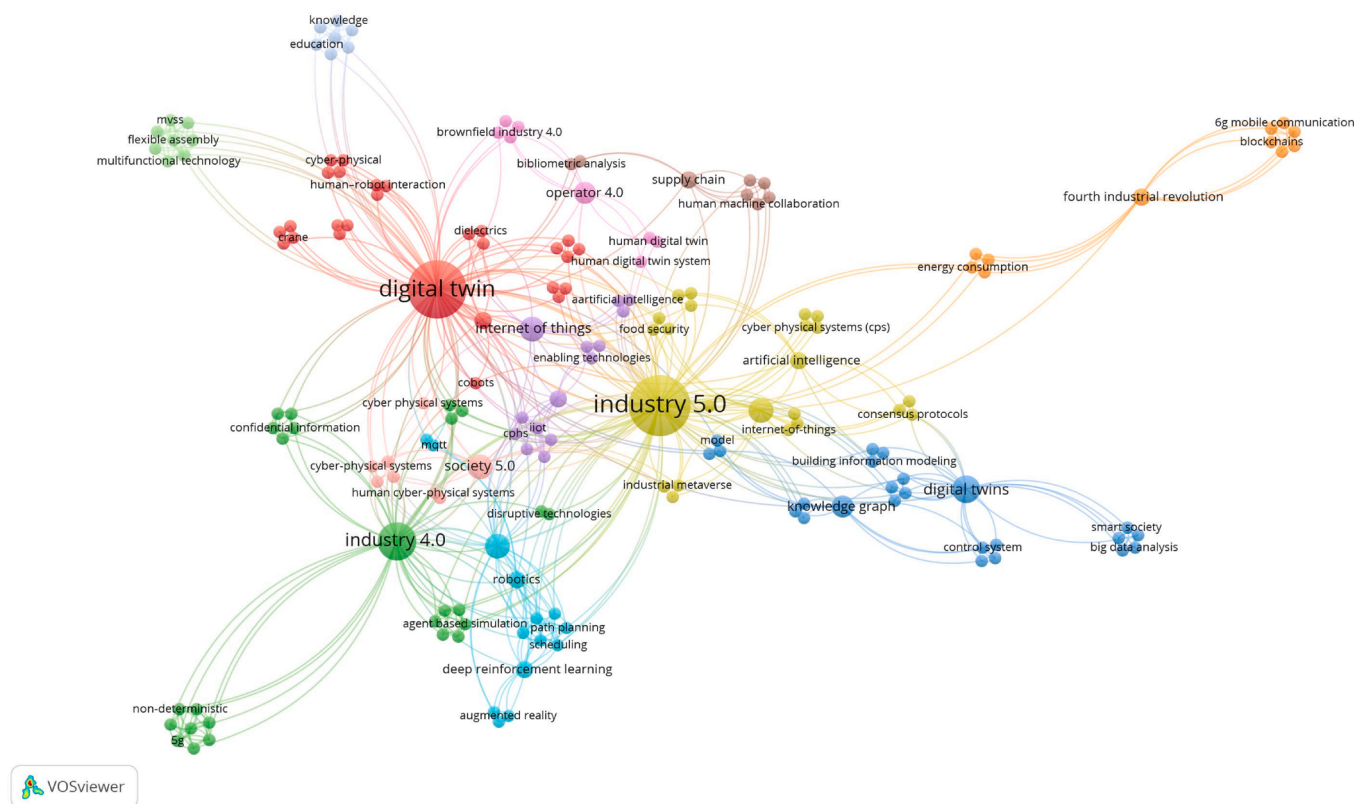 knowledge
education
mvss
flexible assembly
multifunctional technology
brownfield industry 4.0
6g mobile communication
blockchains
cyber-physical
human–robot interaction
bibliometric analysis
operator 4.0
supply chain
human machine collaboration
fourth industrial revolution
crane
dielectrics
human digital twin
human digital twin system
energy consumption
digital twin
aartificial intelligence
internet of things
food security
cyber physical systems (cps)
enabling technologies
artificial intelligence
cobots
industry 5.0
cyber physical systems
consensus protocols
confidential information
cphs
iiot
internet-of-things
mqtt
model
cyber-physical systems
society 5.0
building information modeling
human cyber-physical systems
industrial metaverse
digital twins
disruptive technologies
knowledge graph
industry 4.0
smart society
control system
big data analysis
robotics
agent based simulation
path planning
scheduling
deep reinforcement learning
non-deterministic
augmented reality
5g
VOSviewer